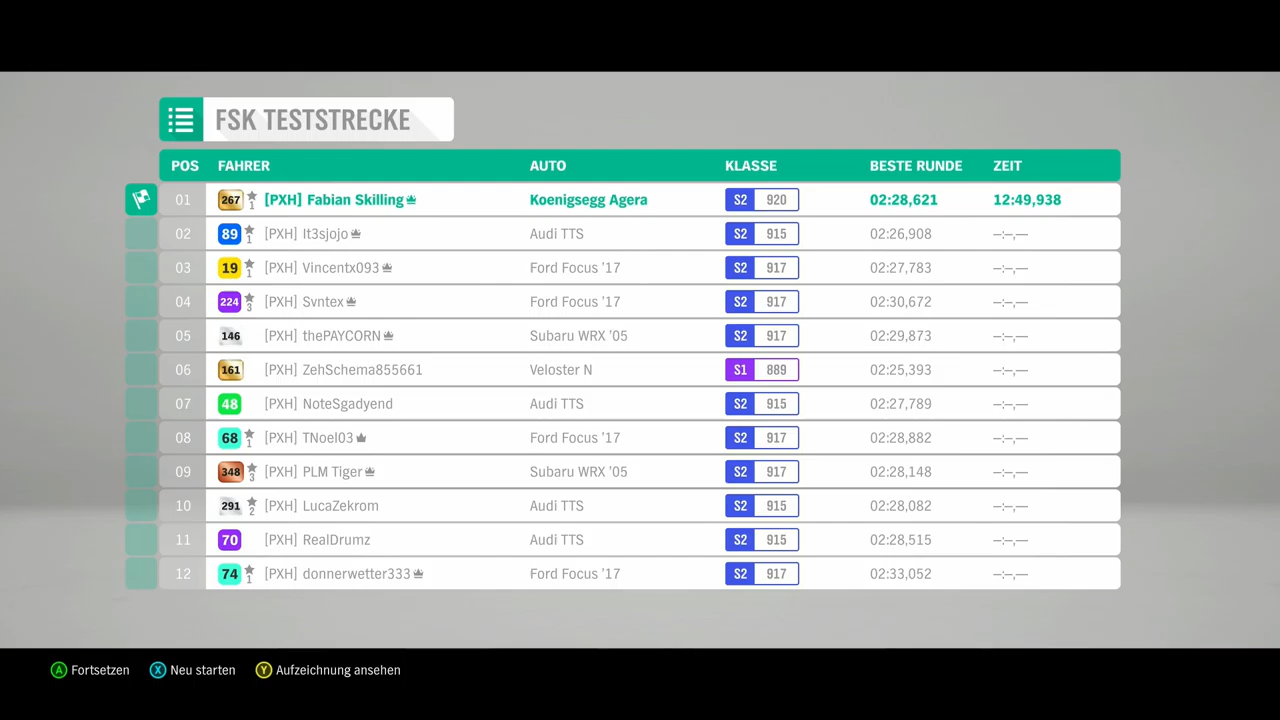 FSK TESTSTRECKE
POS FAHRER AUTO KLASSE BESTE RUNDE ZEIT
01 267 1 [PXH] Fabian Skilling Koenigsegg Agera S2 920 02:28,621 12:49,938
02 89 1 [PXH] It3sjojo Audi TTS S2 915 02:26,908 –:–,–
03 19 1 [PXH] Vincentx093 Ford Focus '17 S2 917 02:27,783 –:–,–
04 224 3 [PXH] Svntex Ford Focus '17 S2 917 02:30,672 –:–,–
05 146 [PXH] thePAYCORN Subaru WRX '05 S2 917 02:29,873 –:–,–
06 161 [PXH] ZehSchema855661 Veloster N S1 889 02:25,393 –:–,–
07 48 [PXH] NoteSgadyend Audi TTS S2 915 02:27,789 –:–,–
08 68 1 [PXH] TNoel03 Ford Focus '17 S2 917 02:28,882 –:–,–
09 348 3 [PXH] PLM Tiger Subaru WRX '05 S2 917 02:28,148 –:–,–
10 291 2 [PXH] LucaZekrom Audi TTS S2 915 02:28,082 –:–,–
11 70 [PXH] RealDrumz Audi TTS S2 915 02:28,515 –:–,–
12 74 1 [PXH] donnerwetter333 Ford Focus '17 S2 917 02:33,052 –:–,–
A Fortsetzen X Neu starten Y Aufzeichnung ansehen